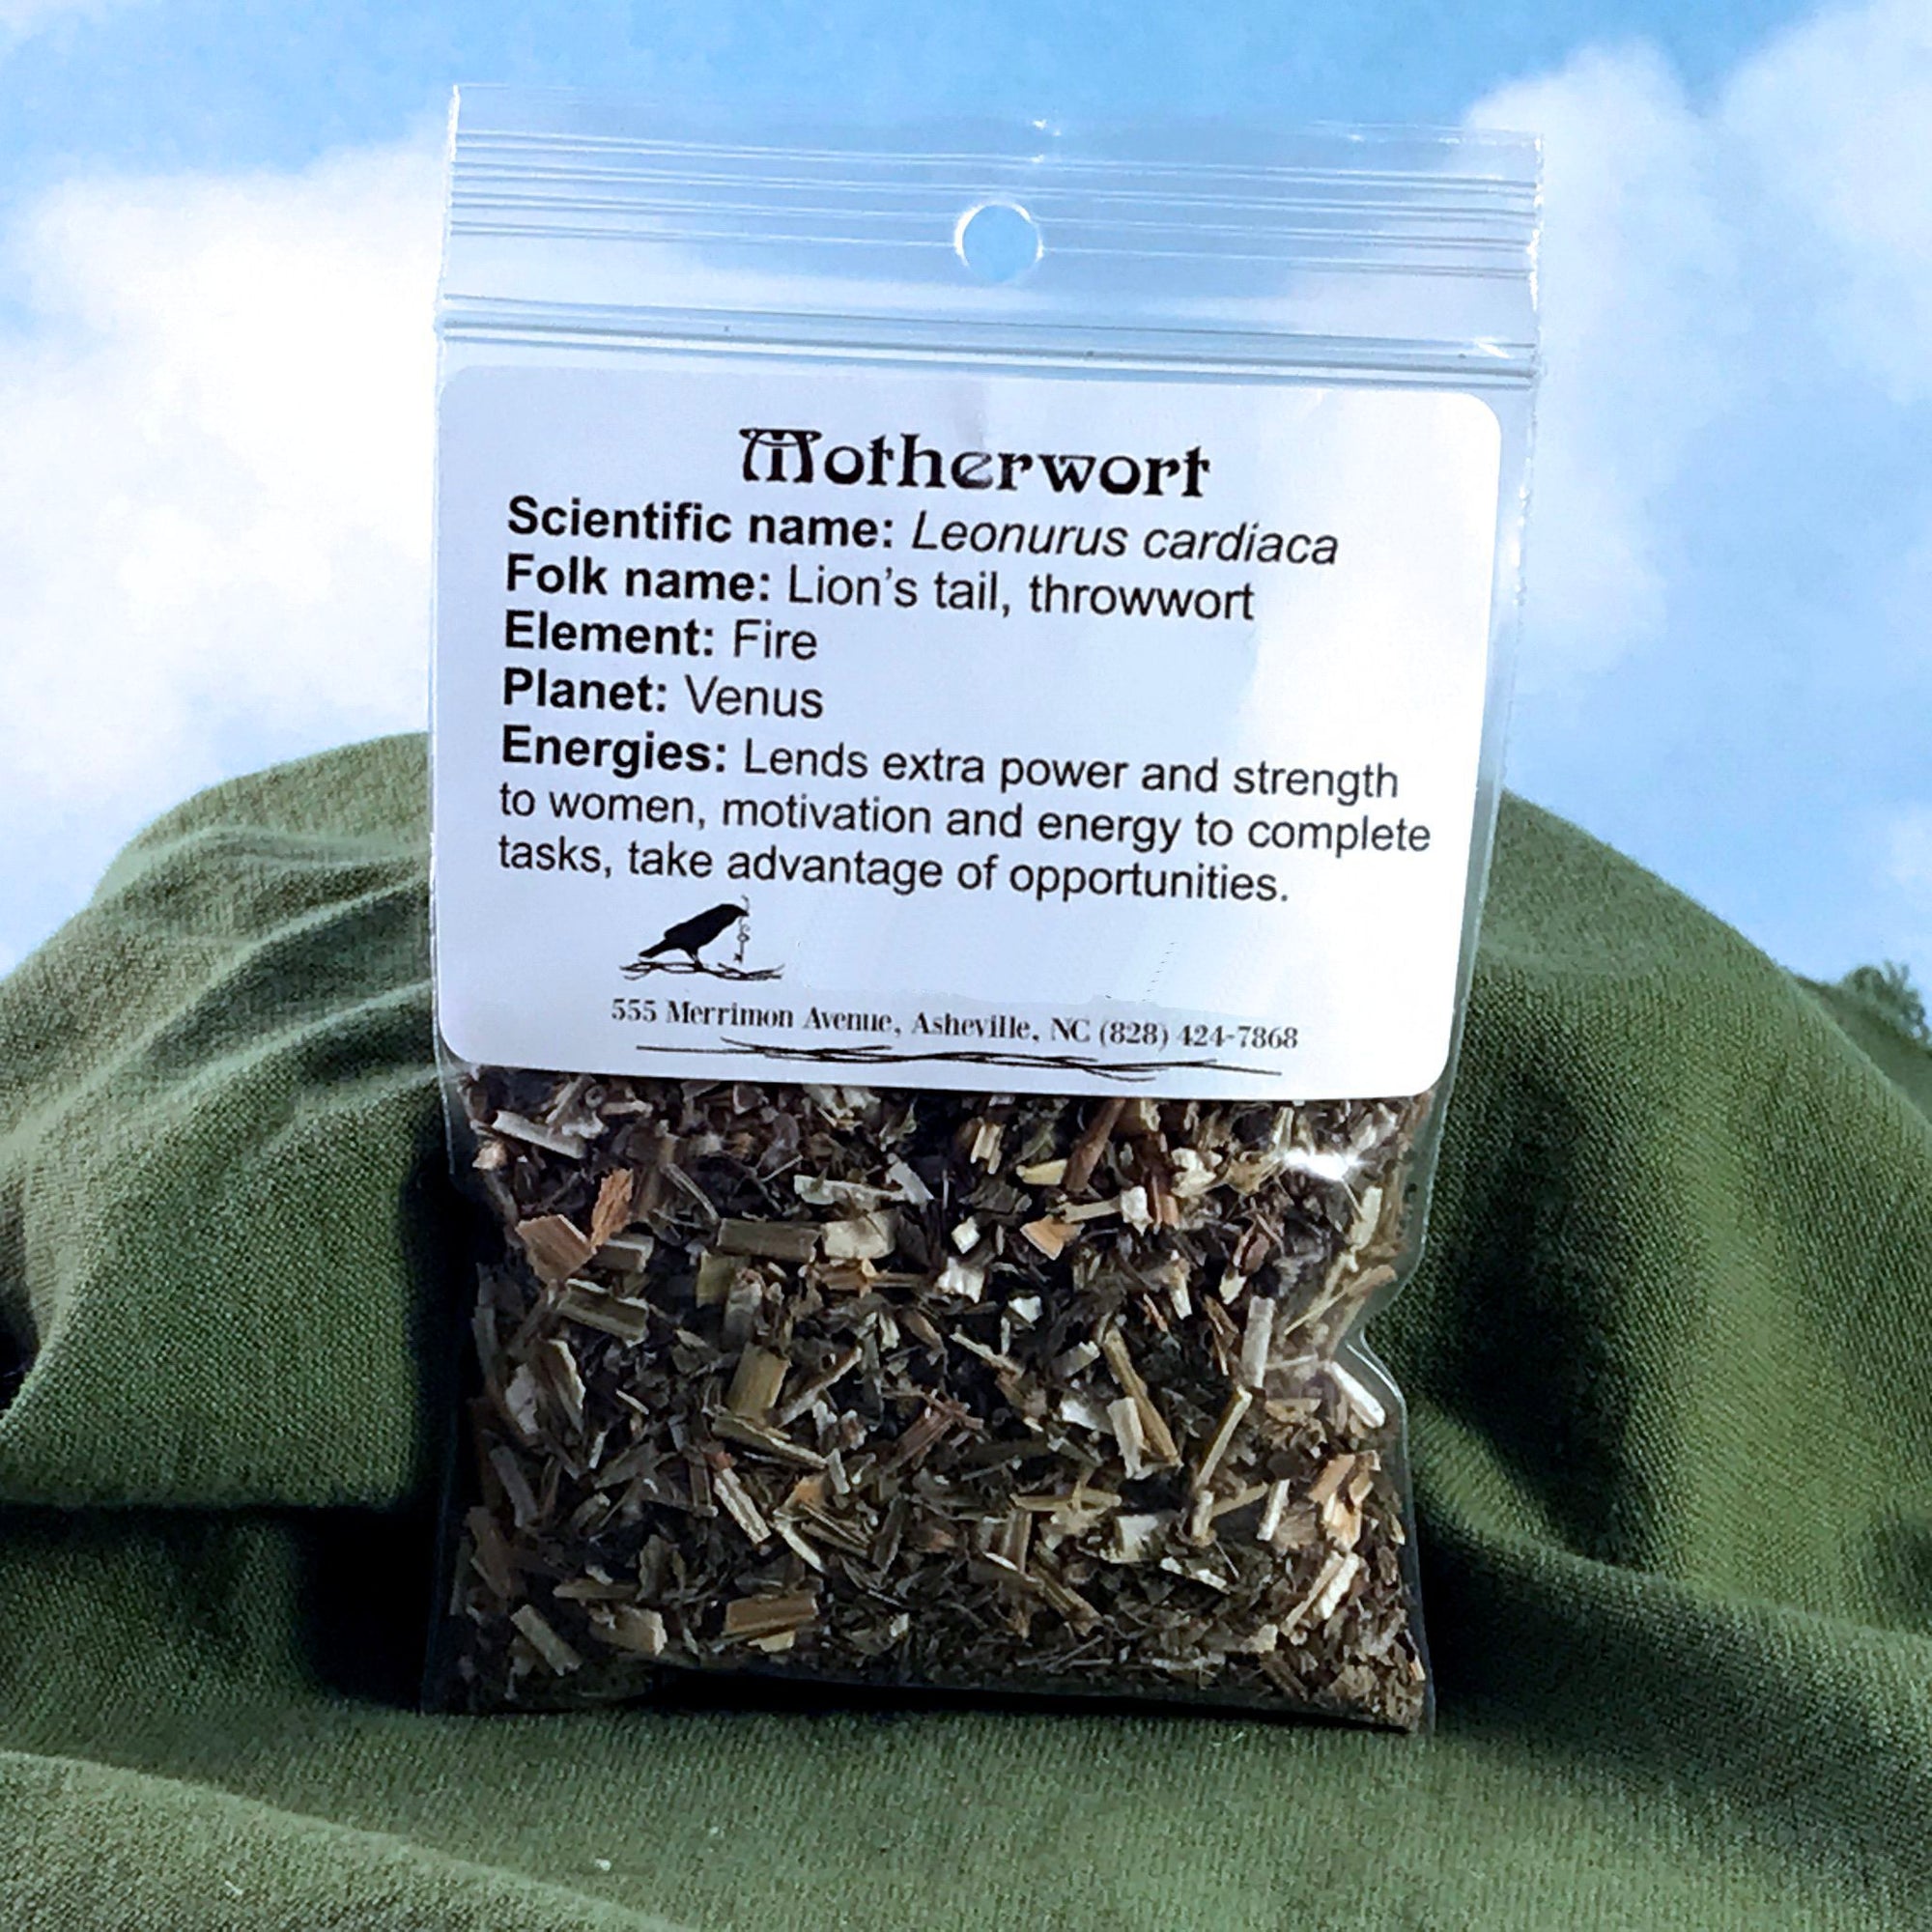 Motherwort
Scientific name: Leonurus cardiaca
Folk name: Lion's tail, throwwort
Element: Fire
Planet: Venus
Energies: Lends extra power and strength
to women, motivation and energy to complete
tasks, take advantage of opportunities.
555 Merrimon Avenue, Asheville, NC (828) 424-7868